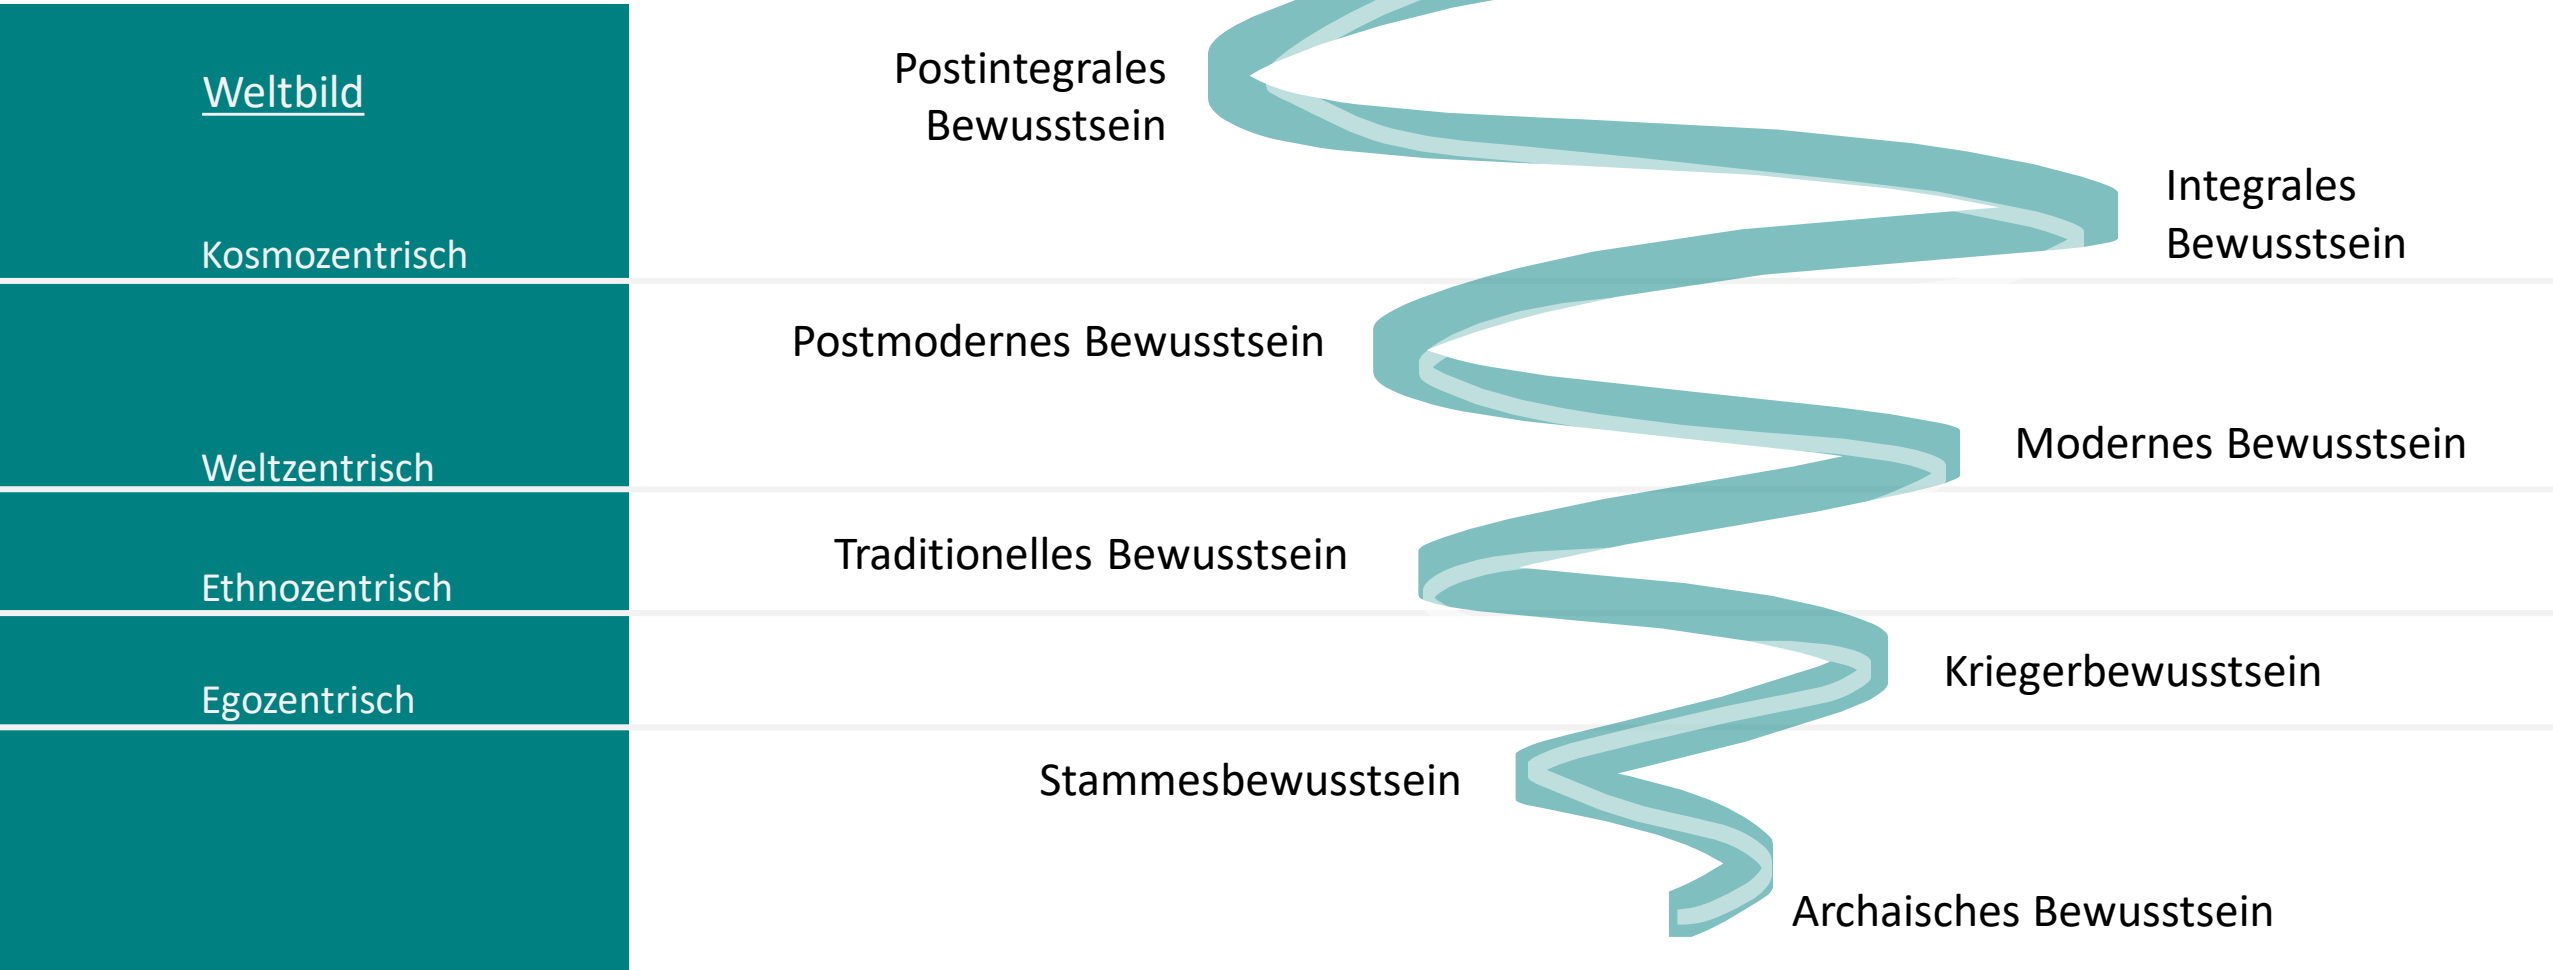 Weltbild
Postintegrales
Bewusstsein
Integrales
Bewusstsein
Kosmozentrisch
Postmodernes Bewusstsein
Modernes Bewusstsein
Weltzentrisch
Traditionelles Bewusstsein
Ethnozentrisch
Kriegerbewusstsein
Egozentrisch
Stammesbewusstsein
Archaisches Bewusstsein